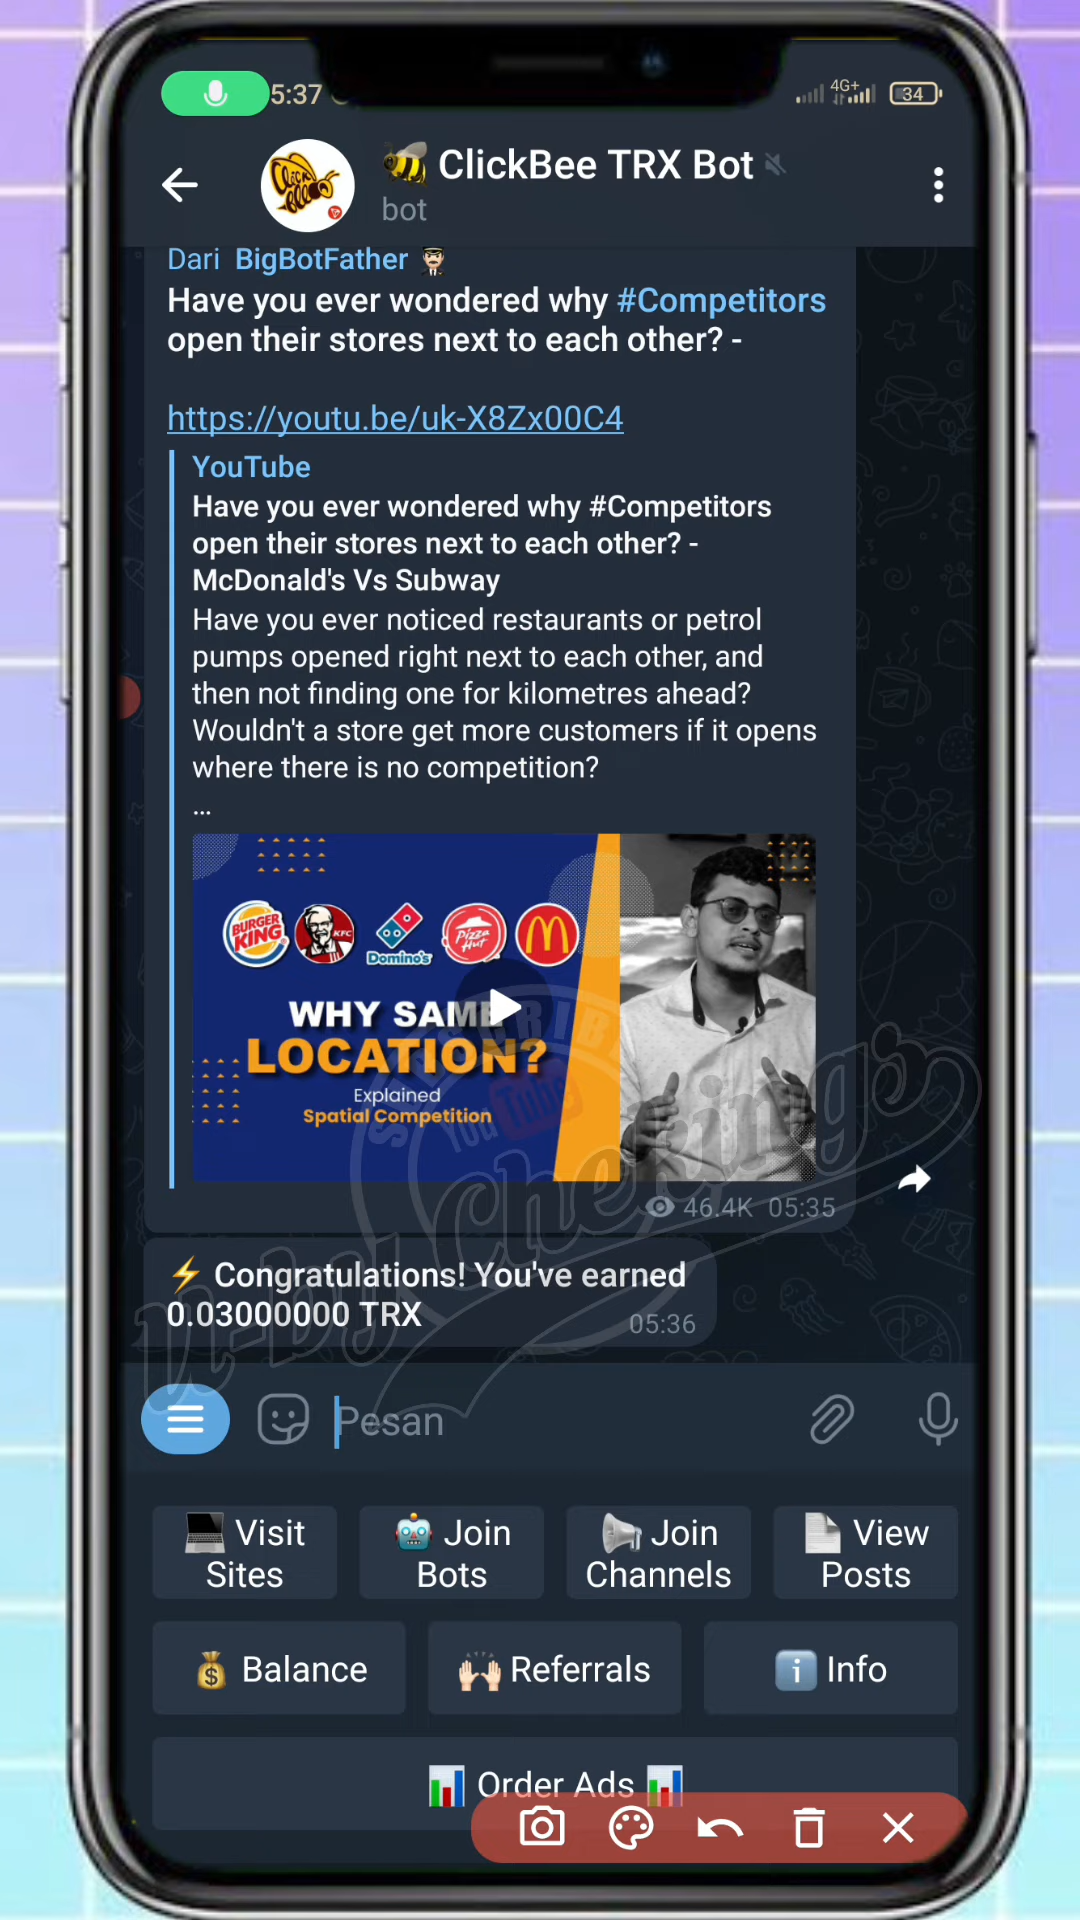 5:37
4G+
34
ClickBee TRX Bot
bot
Dari BigBotFather
Have you ever wondered why #Competitors
open their stores next to each other? -
https://youtu.be/uk-X8Zx00C4
YouTube
Have you ever wondered why #Competitors
open their stores next to each other? -
McDonald's Vs Subway
Have you ever noticed restaurants or petrol
pumps opened right next to each other, and
then not finding one for kilometres ahead?
Wouldn't a store get more customers if it opens
where there is no competition?
...
BURGER KING
KFC
Domino's
Pizza Hut
WHY SAME
LOCATION?
Explained
Spatial Competition
SUBSCRIBE
YouTube
46.4K 05:35
⚡ Congratulations! You've earned
0.03000000 TRX
05:36
Pesan
Visit Sites
Join Bots
Join Channels
View Posts
Balance
Referrals
Info
Order Ads